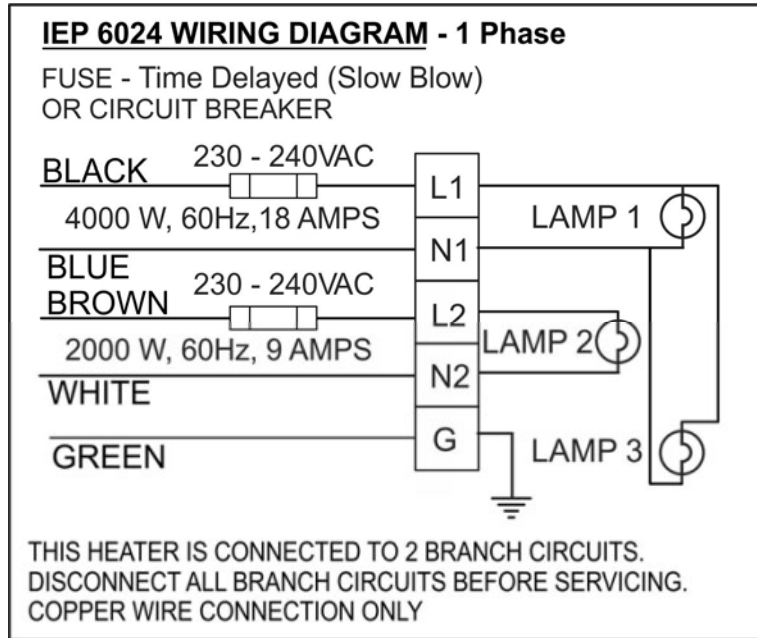 IEP 6024 WIRING DIAGRAM - 1 Phase
FUSE - Time Delayed (Slow Blow)
OR CIRCUIT BREAKER
BLACK
230 - 240VAC
L1
LAMP 1
4000 W, 60Hz,18 AMPS
N1
BLUE
BROWN
230 - 240VAC
L2
LAMP 2
2000 W, 60Hz, 9 AMPS
N2
WHITE
G
LAMP 3
GREEN
THIS HEATER IS CONNECTED TO 2 BRANCH CIRCUITS.
DISCONNECT ALL BRANCH CIRCUITS BEFORE SERVICING.
COPPER WIRE CONNECTION ONLY